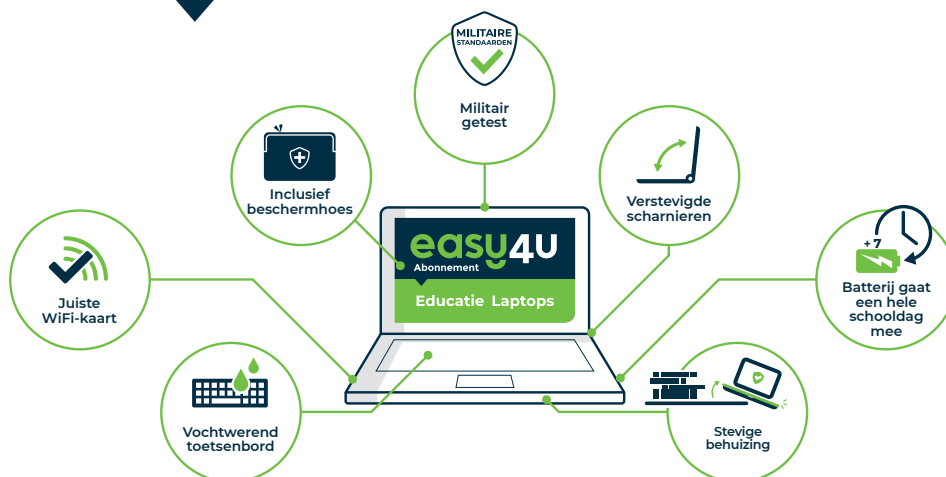 MILITAIRE
STANDAARDEN
Militair
getest
Inclusief
beschermhoes
Verstevigde
scharnieren
easy4u
Abonnement
Educatie Laptops
Juiste
WiFi-kaart
+7
Batterij gaat
een hele
schooldag
mee
Vochtwerend
toetsenbord
Stevige
behuizing